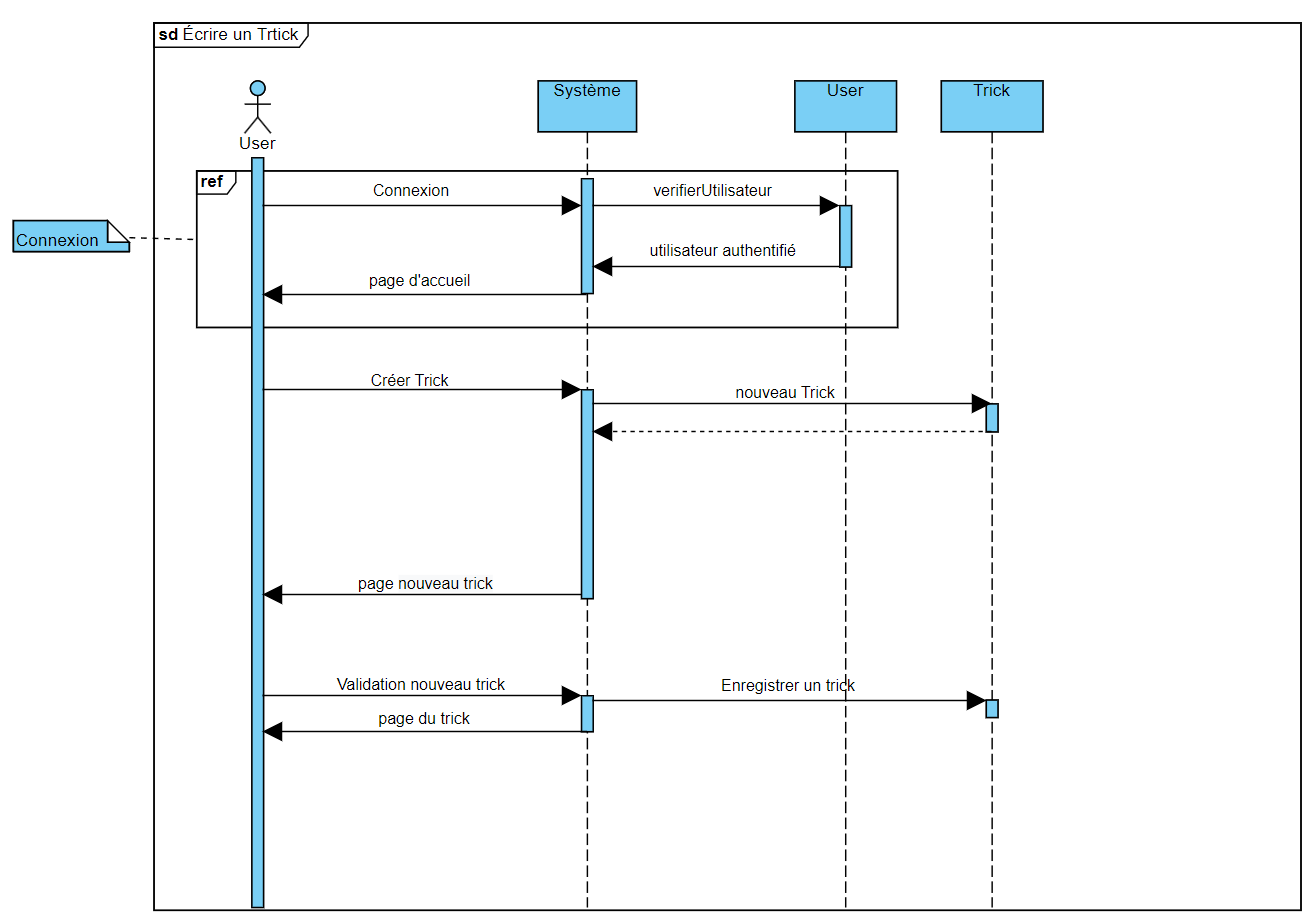 sd Écrire un Trtick
User
Système
User
Trick
ref
Connexion
verifierUtilisateur
Connexion
utilisateur authentifié
page d'accueil
Créer Trick
nouveau Trick
page nouveau trick
Validation nouveau trick
Enregistrer un trick
page du trick